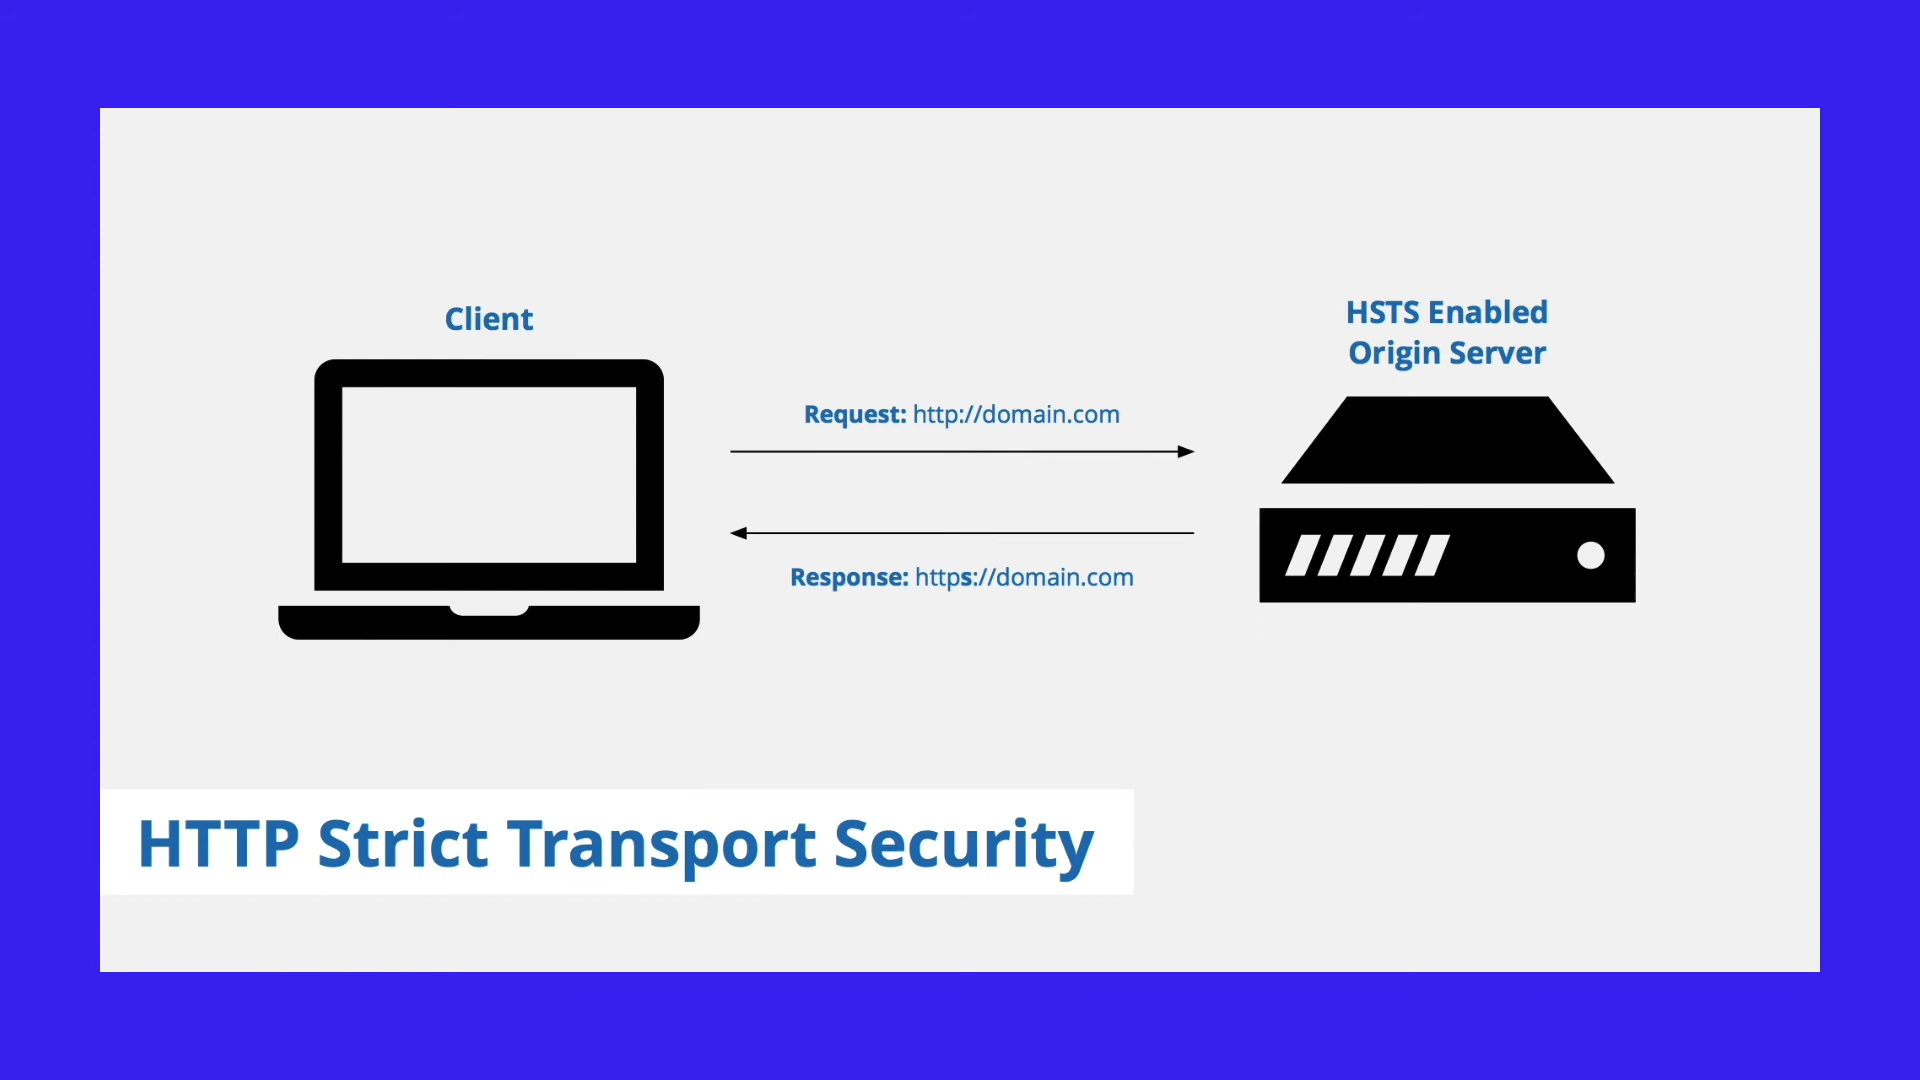 Client
HSTS Enabled
Origin Server
Request: http://domain.com
Response: https://domain.com
HTTP Strict Transport Security